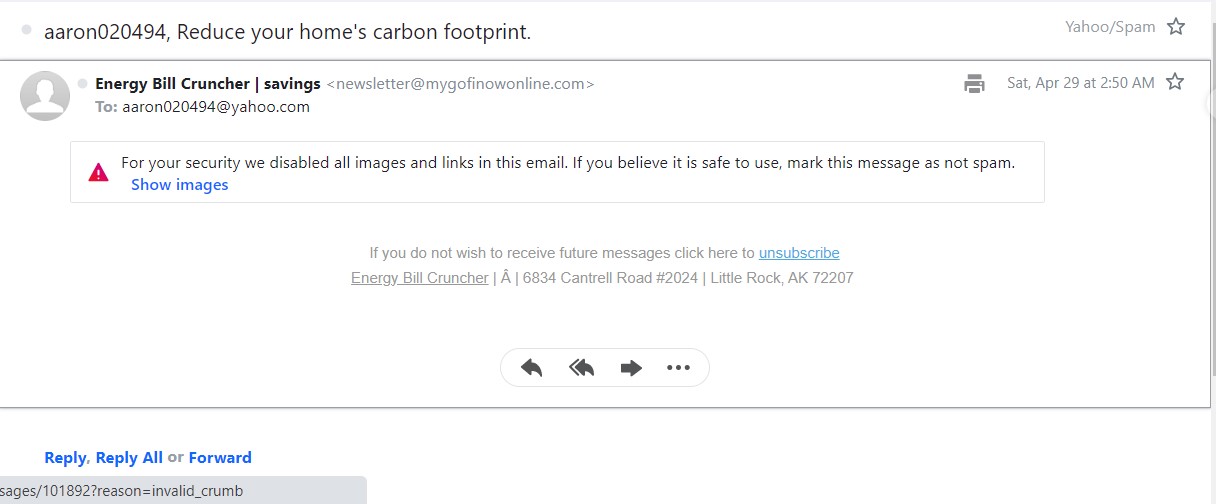 aaron020494, Reduce your home's carbon footprint.
Yahoo/Spam
Energy Bill Cruncher | savings <newsletter@mygofinowonline.com>
Sat, Apr 29 at 2:50 AM
To: aaron020494@yahoo.com
For your security we disabled all images and links in this email. If you believe it is safe to use, mark this message as not spam.
Show images
If you do not wish to receive future messages click here to unsubscribe
Energy Bill Cruncher | Â | 6834 Cantrell Road #2024 | Little Rock, AK 72207
Reply, Reply All or Forward
sages/101892?reason=invalid_crumb